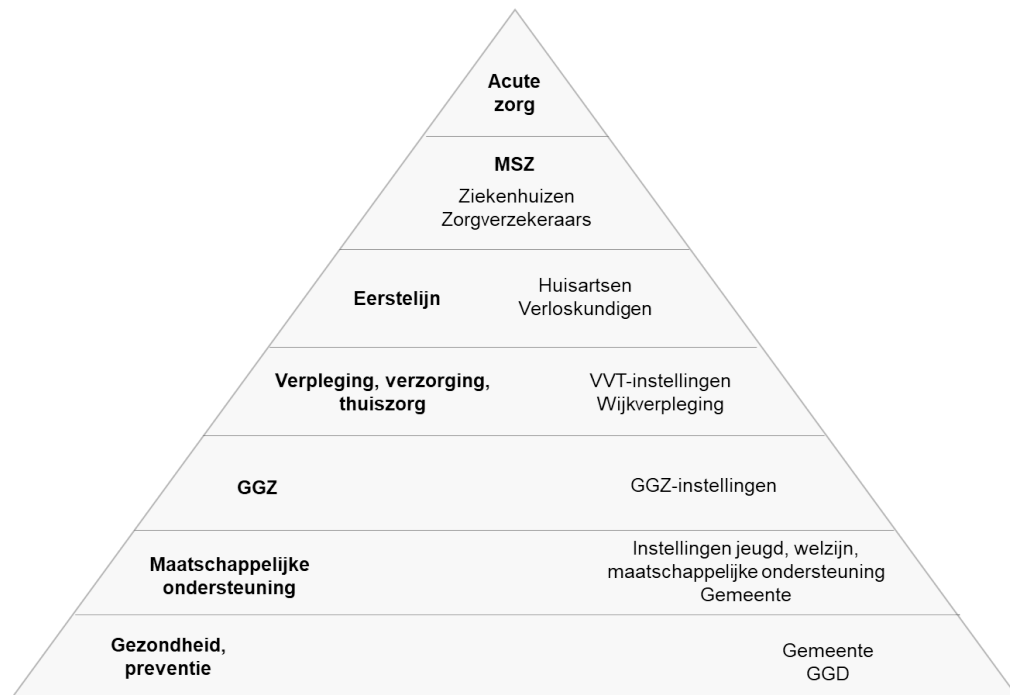 Acute
zorg
MSZ
Ziekenhuizen
Zorgverzekeraars
Eerstelijn
Huisartsen
Verloskundigen
Verpleging, verzorging,
thuiszorg
VVT-instellingen
Wijkverpleging
GGZ
GGZ-instellingen
Maatschappelijke
ondersteuning
Instellingen jeugd, welzijn,
maatschappelijke ondersteuning
Gemeente
Gezondheid,
preventie
Gemeente
GGD